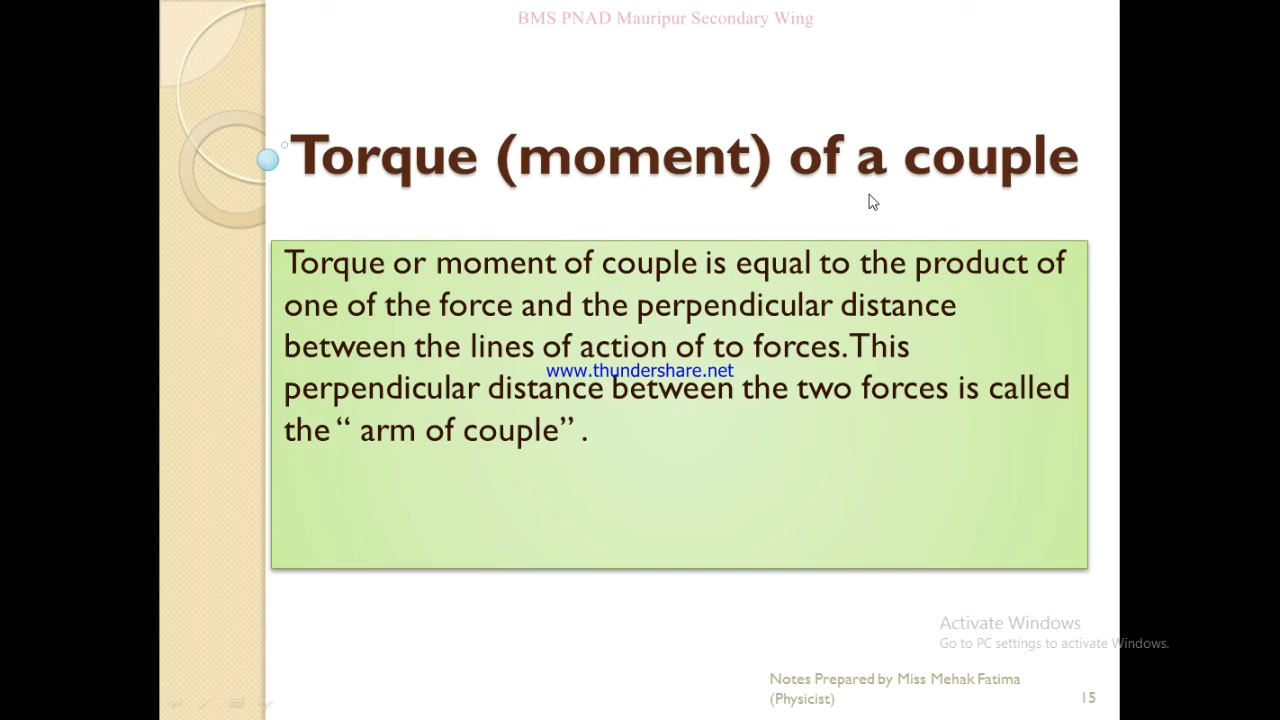 BMS PNAD Mauripur Secondary Wing
Torque (moment) of a couple
Torque or moment of couple is equal to the product of
one of the force and the perpendicular distance
between the lines of action of to forces. This
www.thundershare.net
perpendicular distance between the two forces is called
the “ arm of couple” .
Activate Windows
Go to PC settings to activate Windows.
Notes Prepared by Miss Mehak Fatima
(Physicist)
15